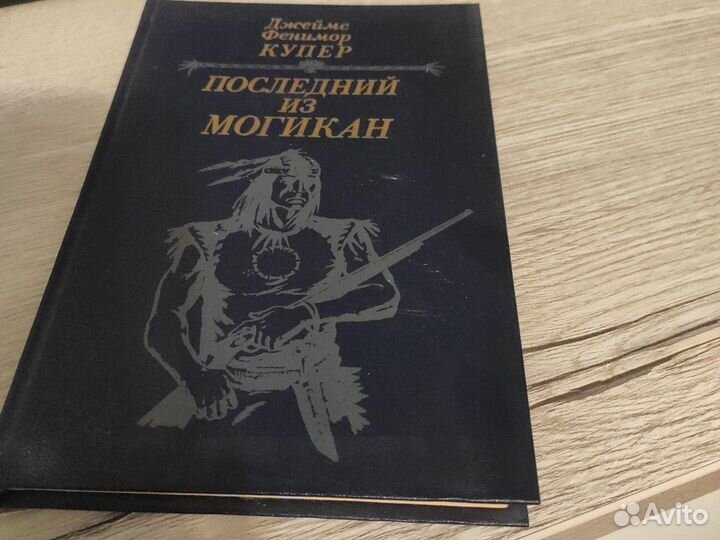 Джеймс
Фенимор
КУПЕР
ПОСЛЕДНИЙ
ИЗ
МОГИКАН
Avito